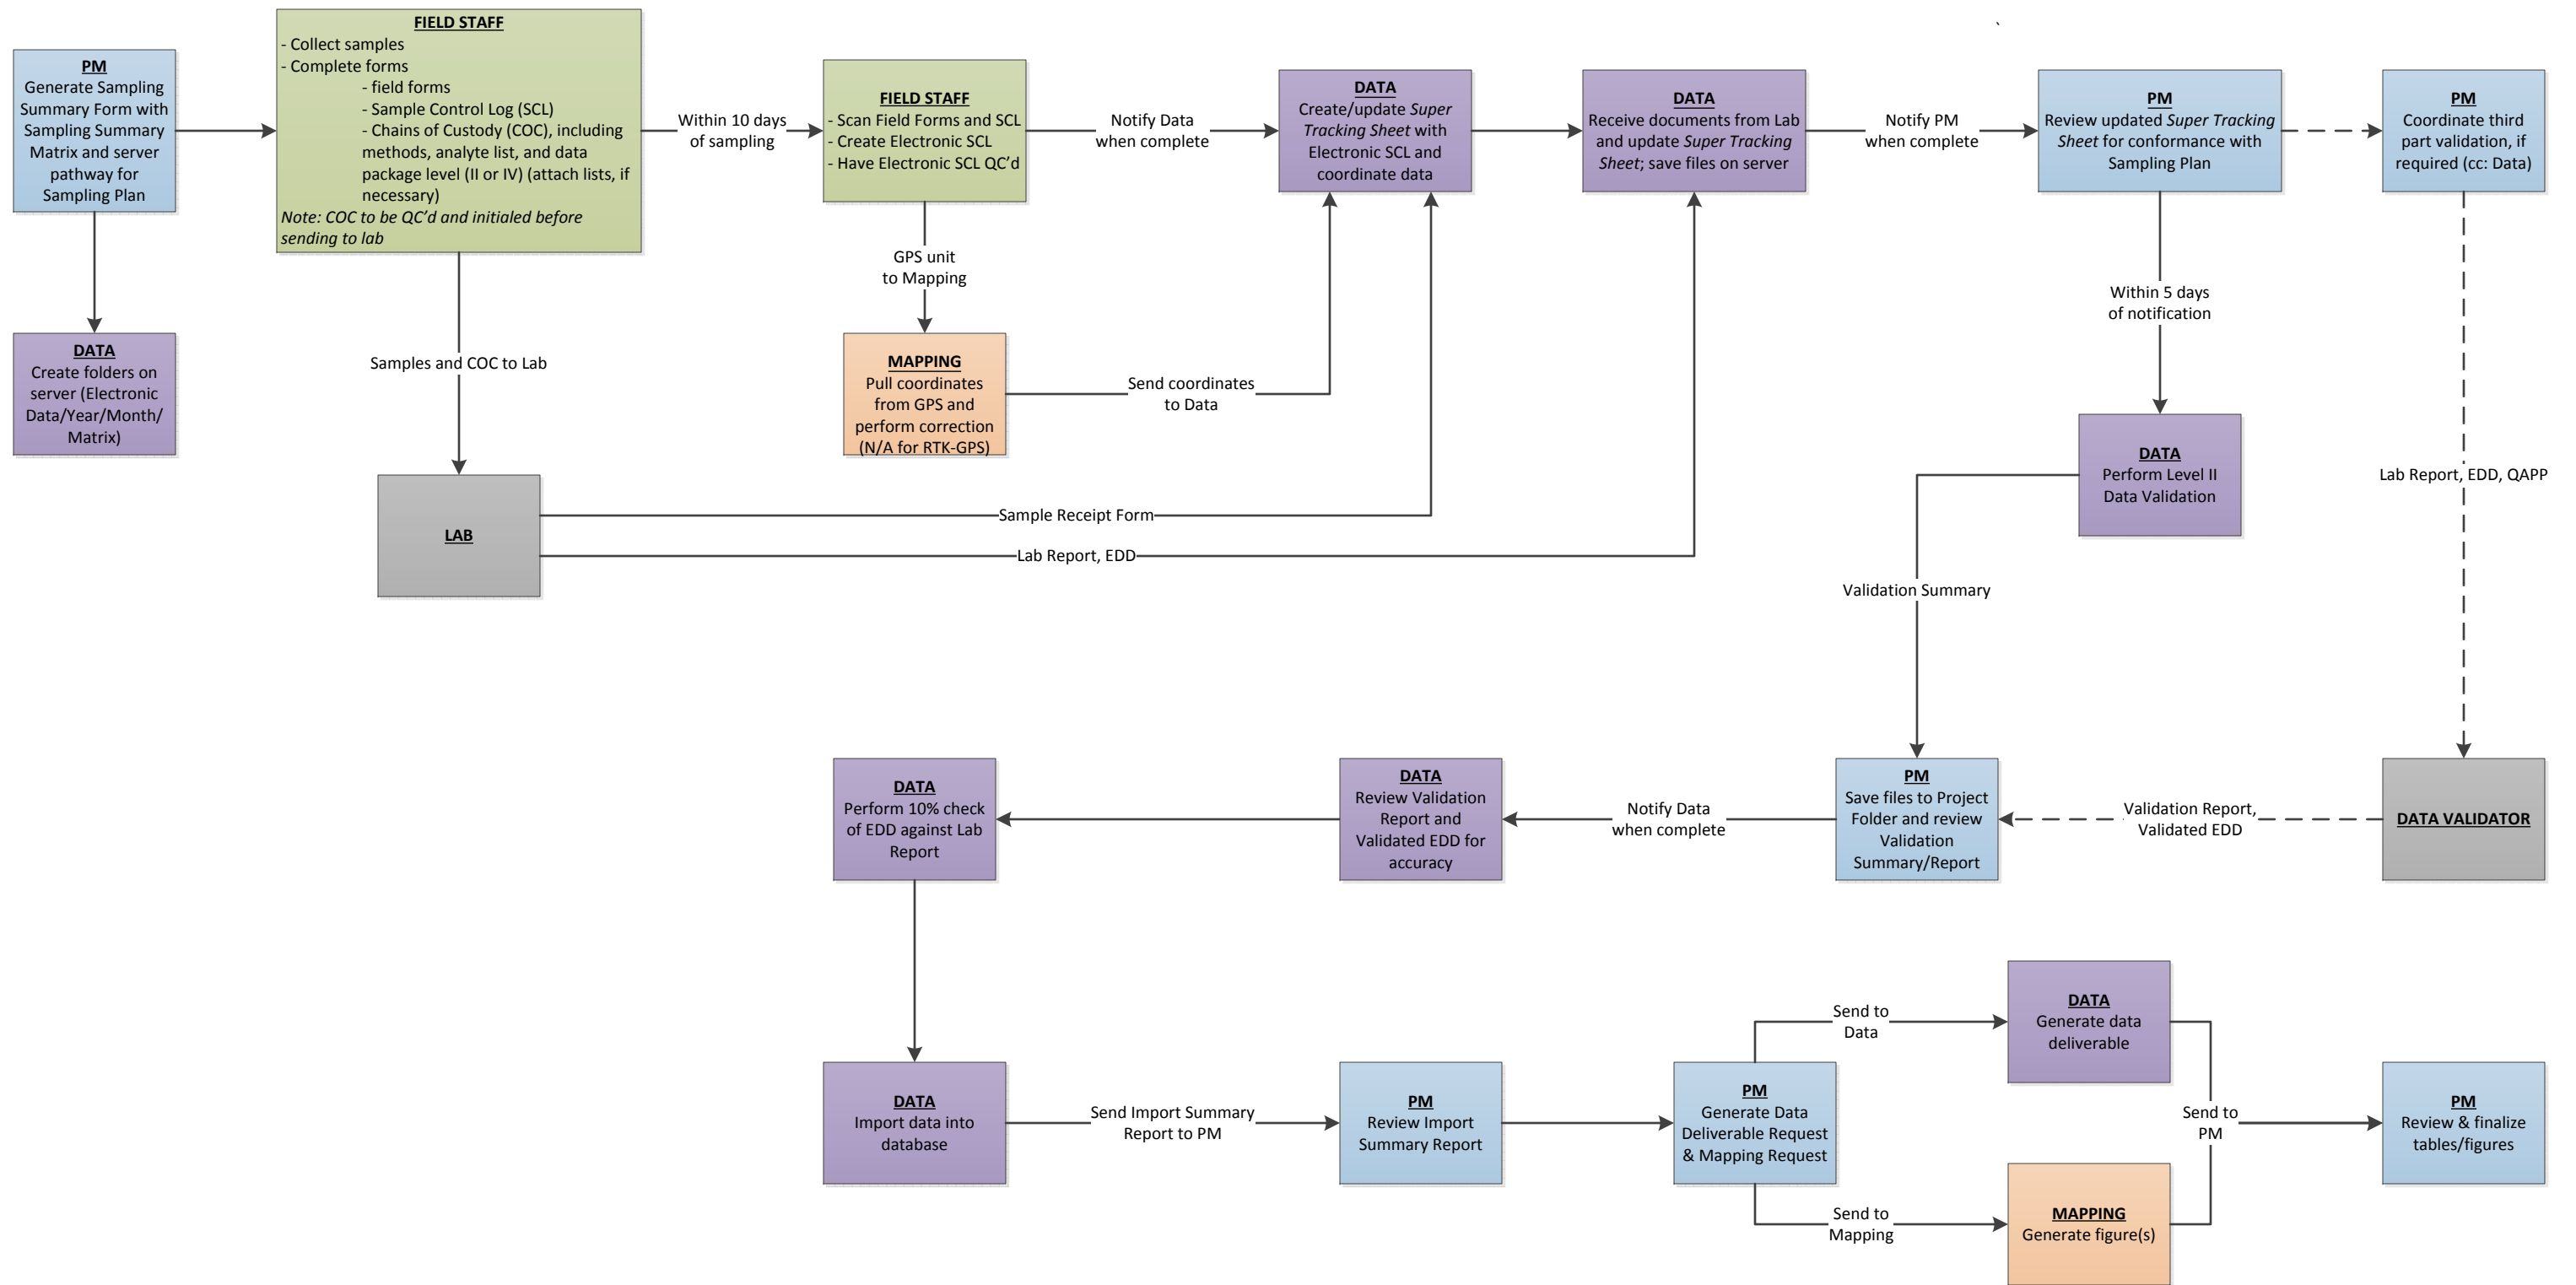 PM
Generate Sampling
Summary Form with
Sampling Summary
Matrix and server
pathway for
Sampling Plan
FIELD STAFF
- Collect samples
- Complete forms
- field forms
- Sample Control Log (SCL)
- Chains of Custody (COC), including
methods, analyte list, and data
package level (II or IV) (attach lists, if
necessary)
Note: COC to be QC’d and initialed before
sending to lab
Within 10 days
of sampling
FIELD STAFF
- Scan Field Forms and SCL
- Create Electronic SCL
- Have Electronic SCL QC’d
Notify Data
when complete
DATA
Create/update Super
Tracking Sheet with
Electronic SCL and
coordinate data
DATA
Receive documents from Lab
and update Super Tracking
Sheet; save files on server
Notify PM
when complete
`
PM
Review updated Super Tracking
Sheet for conformance with
Sampling Plan
PM
Coordinate third
part validation, if
required (cc: Data)
DATA
Create folders on
server (Electronic
Data/Year/Month/
Matrix)
Samples and COC to Lab
GPS unit
to Mapping
MAPPING
Pull coordinates
from GPS and
perform correction
(N/A for RTK-GPS)
Send coordinates
to Data
Within 5 days
of notification
DATA
Perform Level II
Data Validation
Lab Report, EDD, QAPP
LAB
Sample Receipt Form
Lab Report, EDD
Validation Summary
DATA
Perform 10% check
of EDD against Lab
Report
DATA
Review Validation
Report and
Validated EDD for
accuracy
Notify Data
when complete
PM
Save files to Project
Folder and review
Validation
Summary/Report
Validation Report,
Validated EDD
DATA VALIDATOR
DATA
Import data into
database
Send Import Summary
Report to PM
PM
Review Import
Summary Report
PM
Generate Data
Deliverable Request
& Mapping Request
Send to
Data
DATA
Generate data
deliverable
Send to
Mapping
MAPPING
Generate figure(s)
Send to
PM
PM
Review & finalize
tables/figures